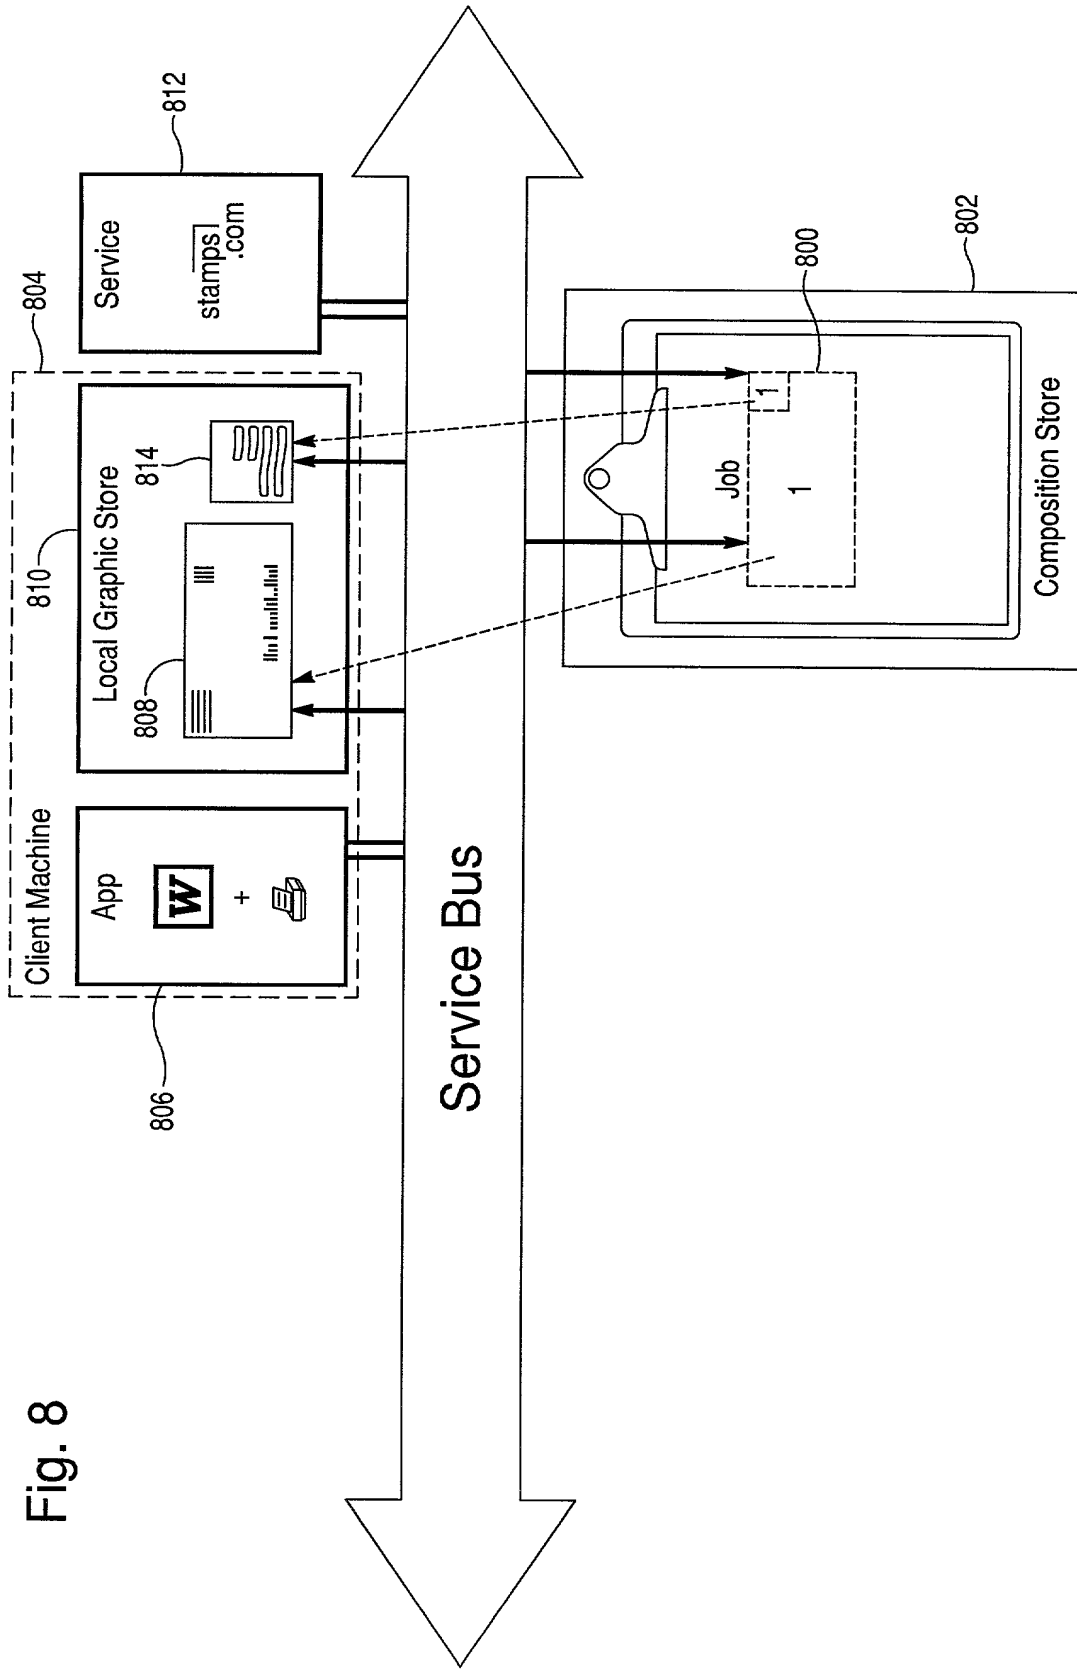 Fig. 8
Client Machine
804
App
W
+
806
Local Graphic Store
810
808
814
Service
stamps
.com
812
Service Bus
Job
1
1
800
802
Composition Store